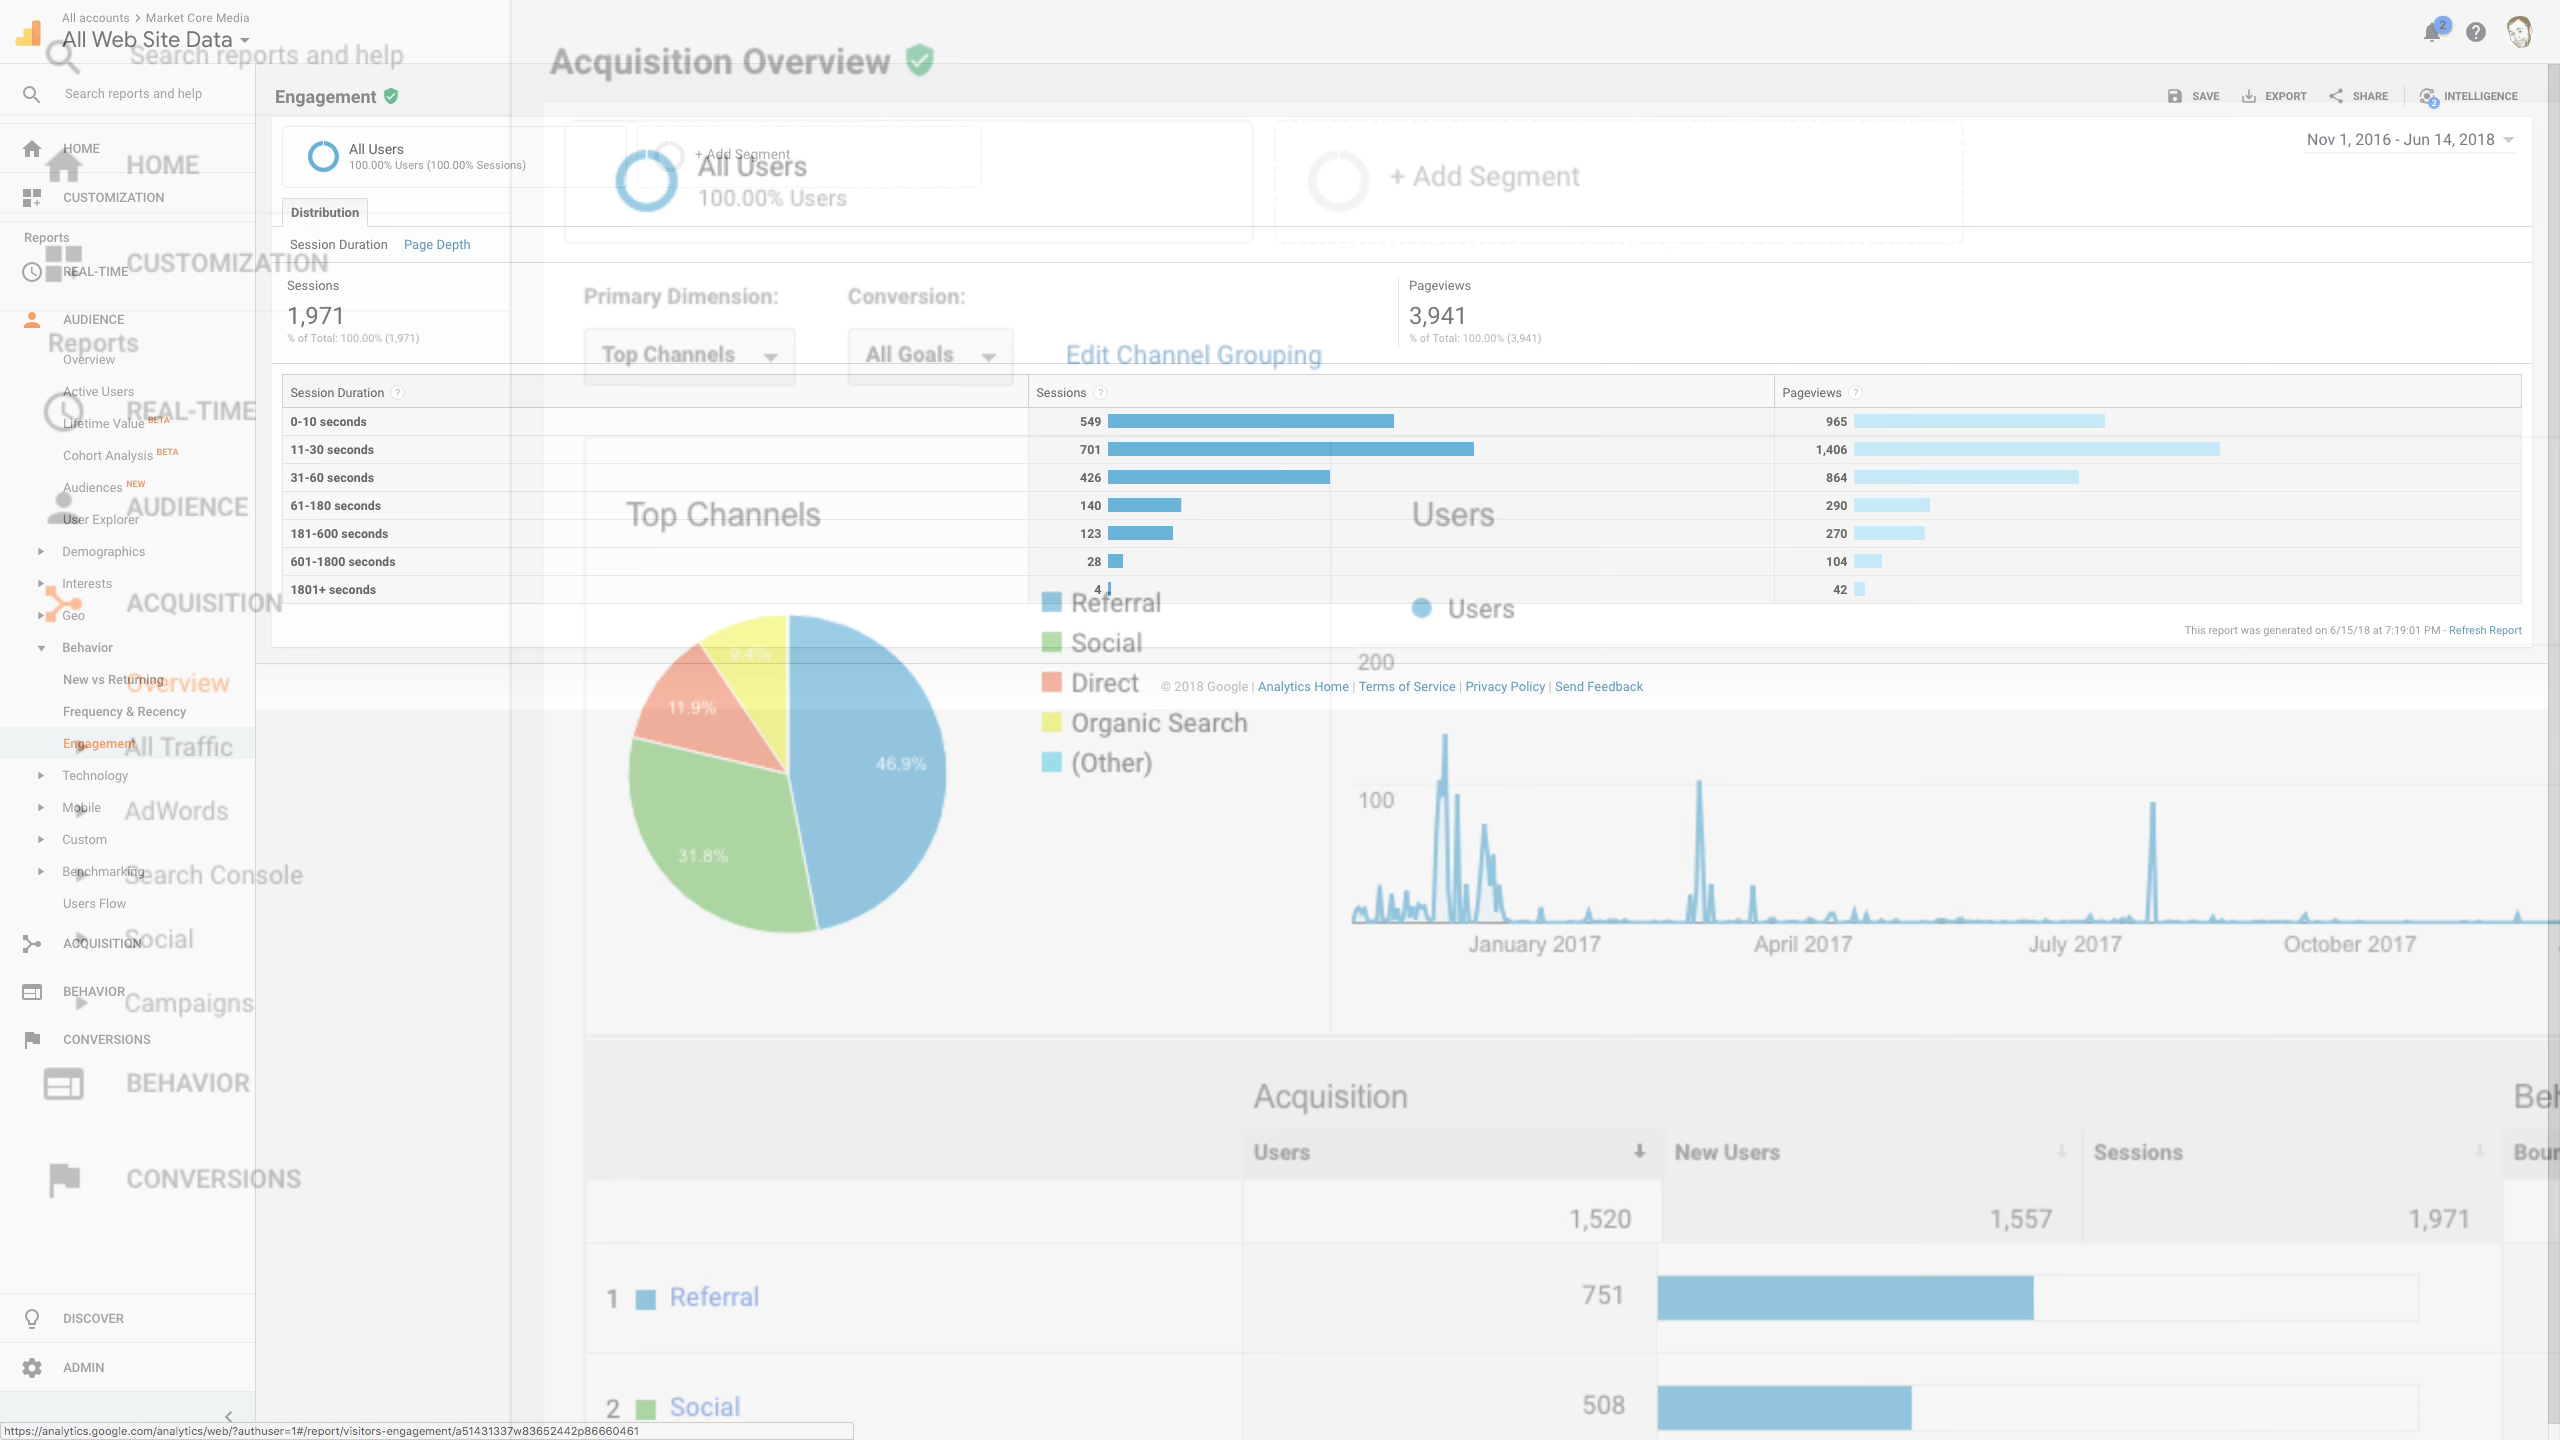 All accounts > Market Core Media
All Web Site Data
2
Search reports and help
HOME
CUSTOMIZATION
Reports
REAL-TIME
AUDIENCE
Overview
Active Users
Lifetime Value BETA
Cohort Analysis BETA
Audiences NEW
User Explorer
Demographics
Interests
Geo
Behavior
New vs Returning
Frequency & Recency
Engagement
Technology
Mobile
Custom
Benchmarking
Users Flow
ACQUISITION
BEHAVIOR
CONVERSIONS
DISCOVER
ADMIN
https://analytics.google.com/analytics/web/?authuser=1#/report/visitors-engagement/a51431337w83652442p86660461
Engagement
SAVE EXPORT SHARE 2 INTELLIGENCE
All Users
100.00% Users (100.00% Sessions)
+ Add Segment
Nov 1, 2016 - Jun 14, 2018
Distribution
Session Duration Page Depth
Sessions
1,971
% of Total: 100.00% (1,971)
Pageviews
3,941
% of Total: 100.00% (3,941)
Session Duration ? Sessions ? Pageviews ?
0-10 seconds 549 965
11-30 seconds 701 1,406
31-60 seconds 426 864
61-180 seconds 140 290
181-600 seconds 123 270
601-1800 seconds 28 104
1801+ seconds 4 42
This report was generated on 6/15/18 at 7:19:01 PM - Refresh Report
© 2018 Google | Analytics Home | Terms of Service | Privacy Policy | Send Feedback
Search reports and help
HOME
CUSTOMIZATION
Reports
REAL-TIME
AUDIENCE
ACQUISITION
Overview
All Traffic
AdWords
Search Console
Social
Campaigns
BEHAVIOR
CONVERSIONS
Acquisition Overview
All Users
100.00% Users
+ Add Segment
Primary Dimension: Conversion:
Top Channels All Goals Edit Channel Grouping
Top Channels
Referral
Social
Direct
Organic Search
(Other)
9.4%
11.9%
46.9%
31.8%
Users
Users
200
100
January 2017 April 2017 July 2017 October 2017
Acquisition Beh
Users New Users Sessions Boun
1,520 1,557 1,971
1 Referral 751
2 Social 508